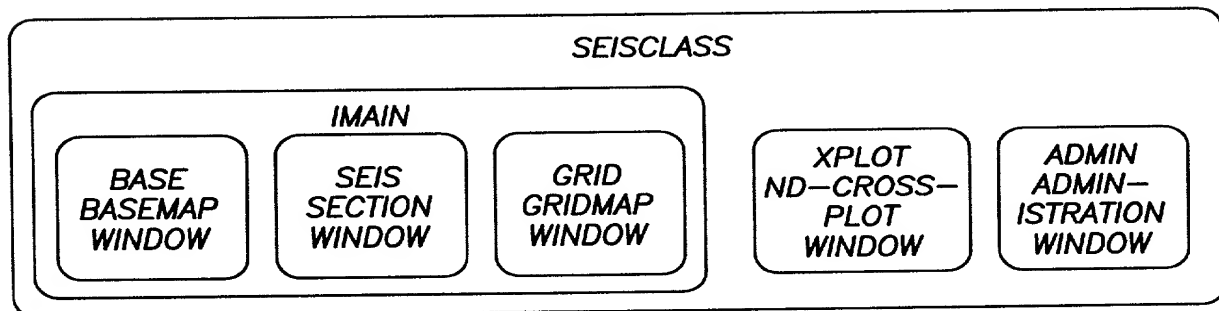 SEISCLASS
IMAIN
BASE
BASEMAP
WINDOW
SEIS
SECTION
WINDOW
GRID
GRIDMAP
WINDOW
XPLOT
ND-CROSS-
PLOT
WINDOW
ADMIN
ADMIN-
ISTRATION
WINDOW